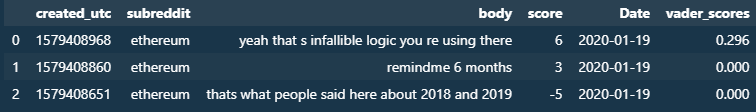 created_utc subreddit body score Date vader_scores
0 1579408968 ethereum yeah that s infallible logic you re using there 6 2020-01-19 0.296
1 1579408860 ethereum remindme 6 months 3 2020-01-19 0.000
2 1579408651 ethereum thats what people said here about 2018 and 2019 -5 2020-01-19 0.000